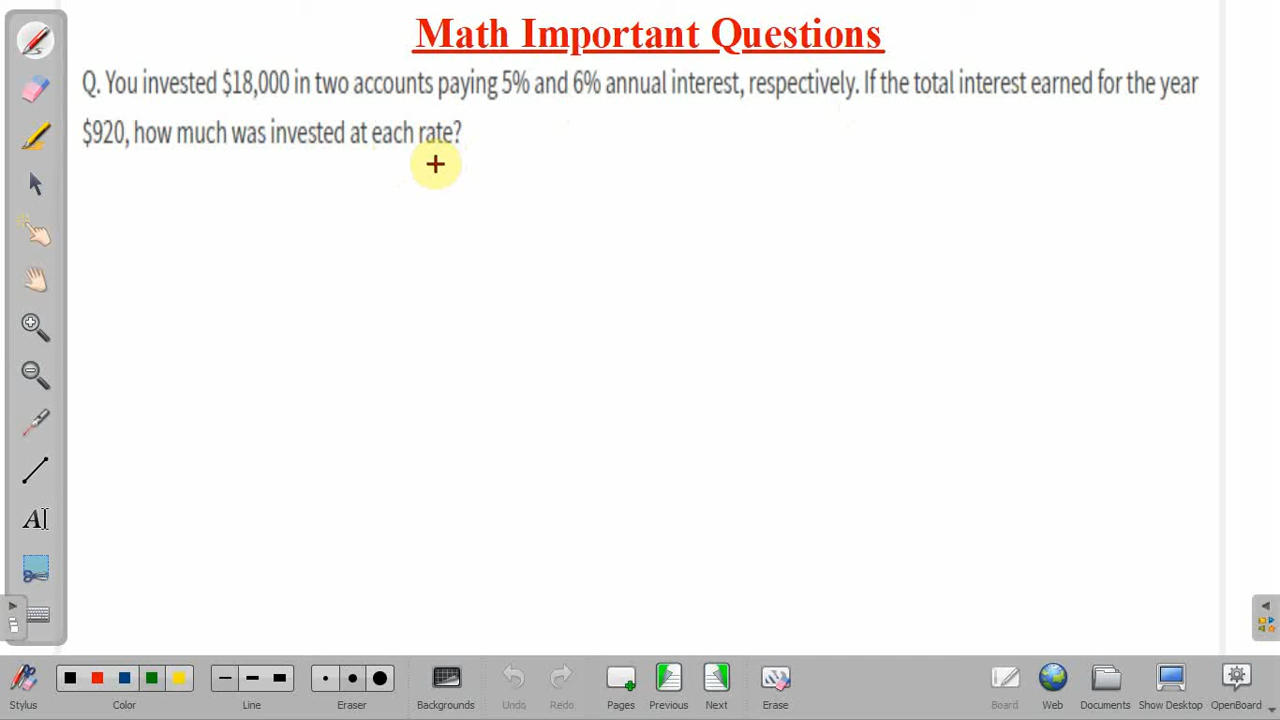 Math Important Questions
Q. You invested $18,000 in two accounts paying 5% and 6% annual interest, respectively. If the total interest earned for the year
$920, how much was invested at each rate?
A
Stylus
Color
Line
Eraser
Backgrounds
Undo
Redo
Pages
Previous
Next
Erase
Board
Web
Documents
Show Desktop
OpenBoard